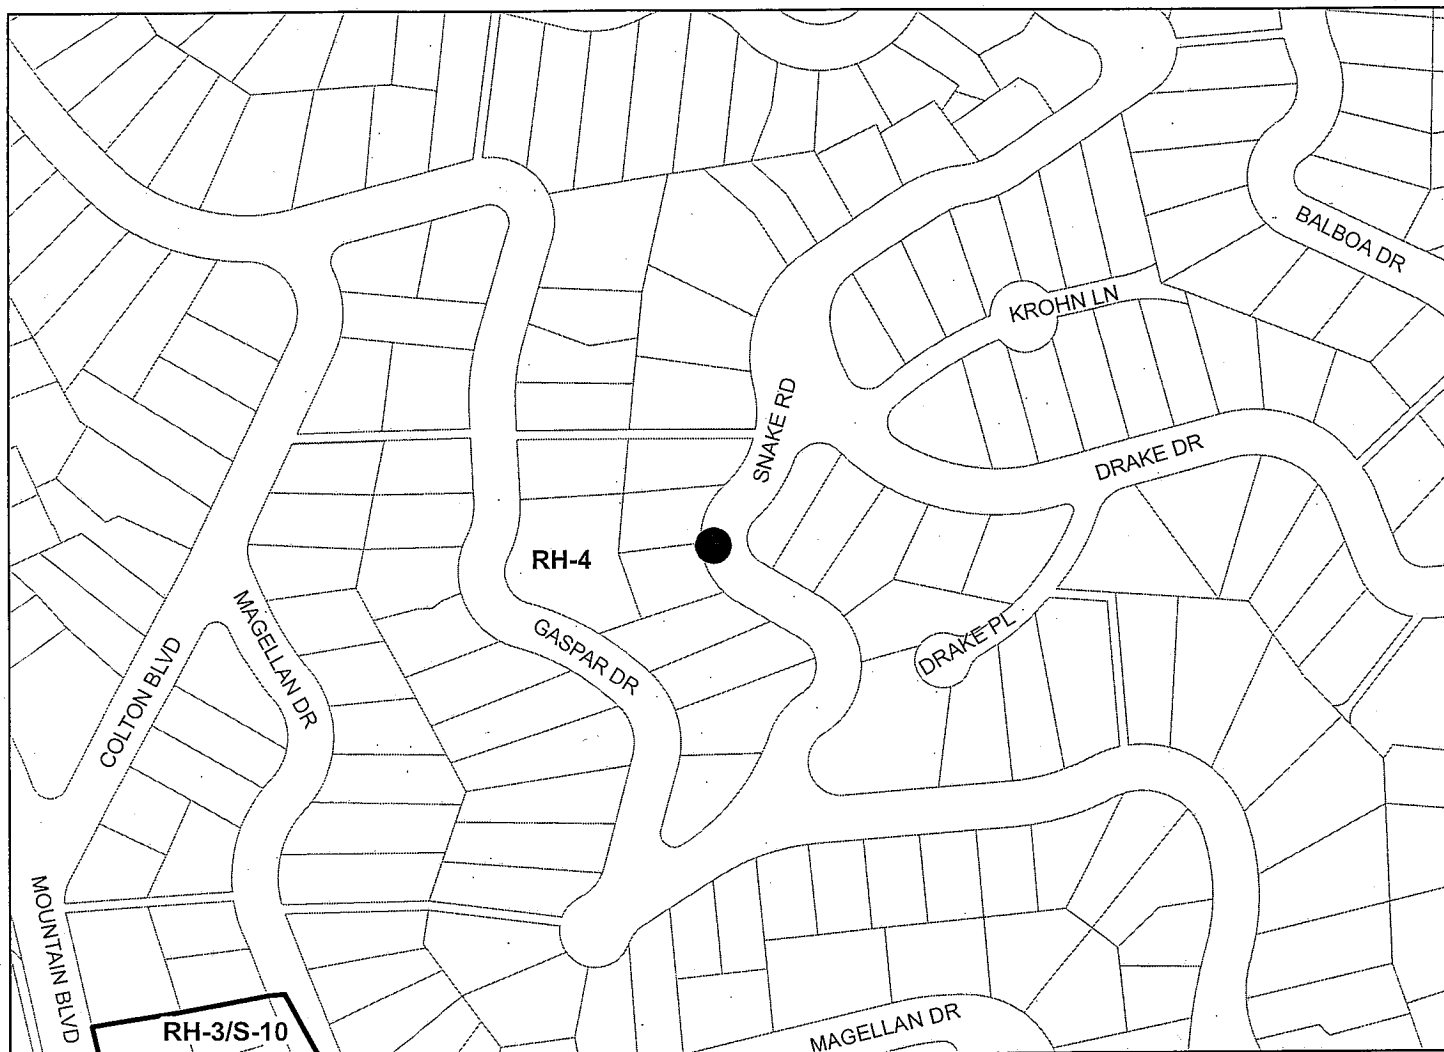 BALBOA DR
KROHN LN
SNAKE RD
DRAKE DR
RH-4
MAGELLAN DR
GASPAR DR
DRAKE PL
COLTON BLVD
MOUNTAIN BLVD
RH-3/S-10
MAGELLAN DR